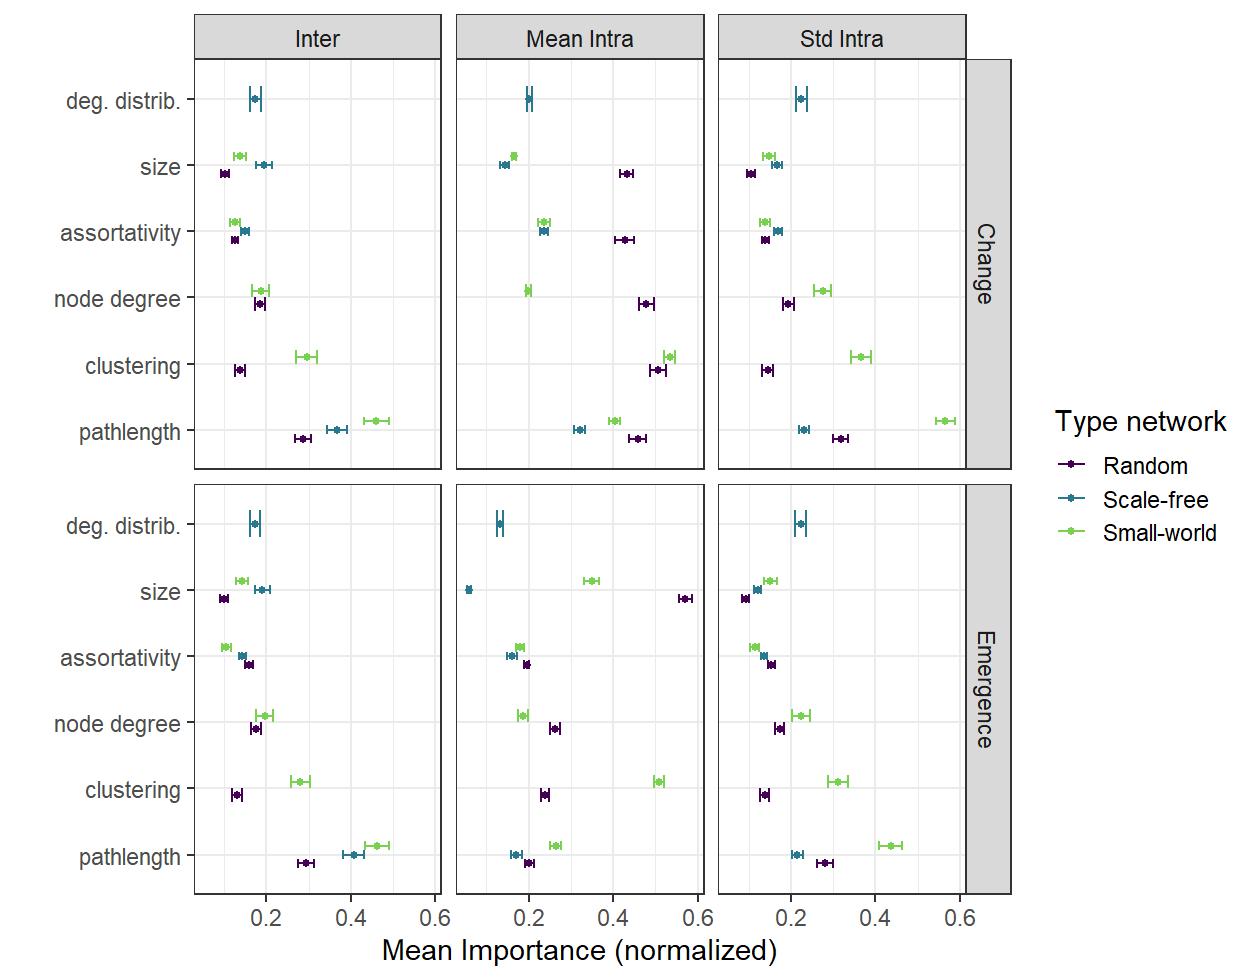 Inter Mean Intra Std Intra
deg. distrib.
size
assortativity
node degree
clustering
pathlength
Change
deg. distrib.
size
assortativity
node degree
clustering
pathlength
Emergence
0.2 0.4 0.6 0.2 0.4 0.6 0.2 0.4 0.6
Mean Importance (normalized)
Type network
Random
Scale-free
Small-world